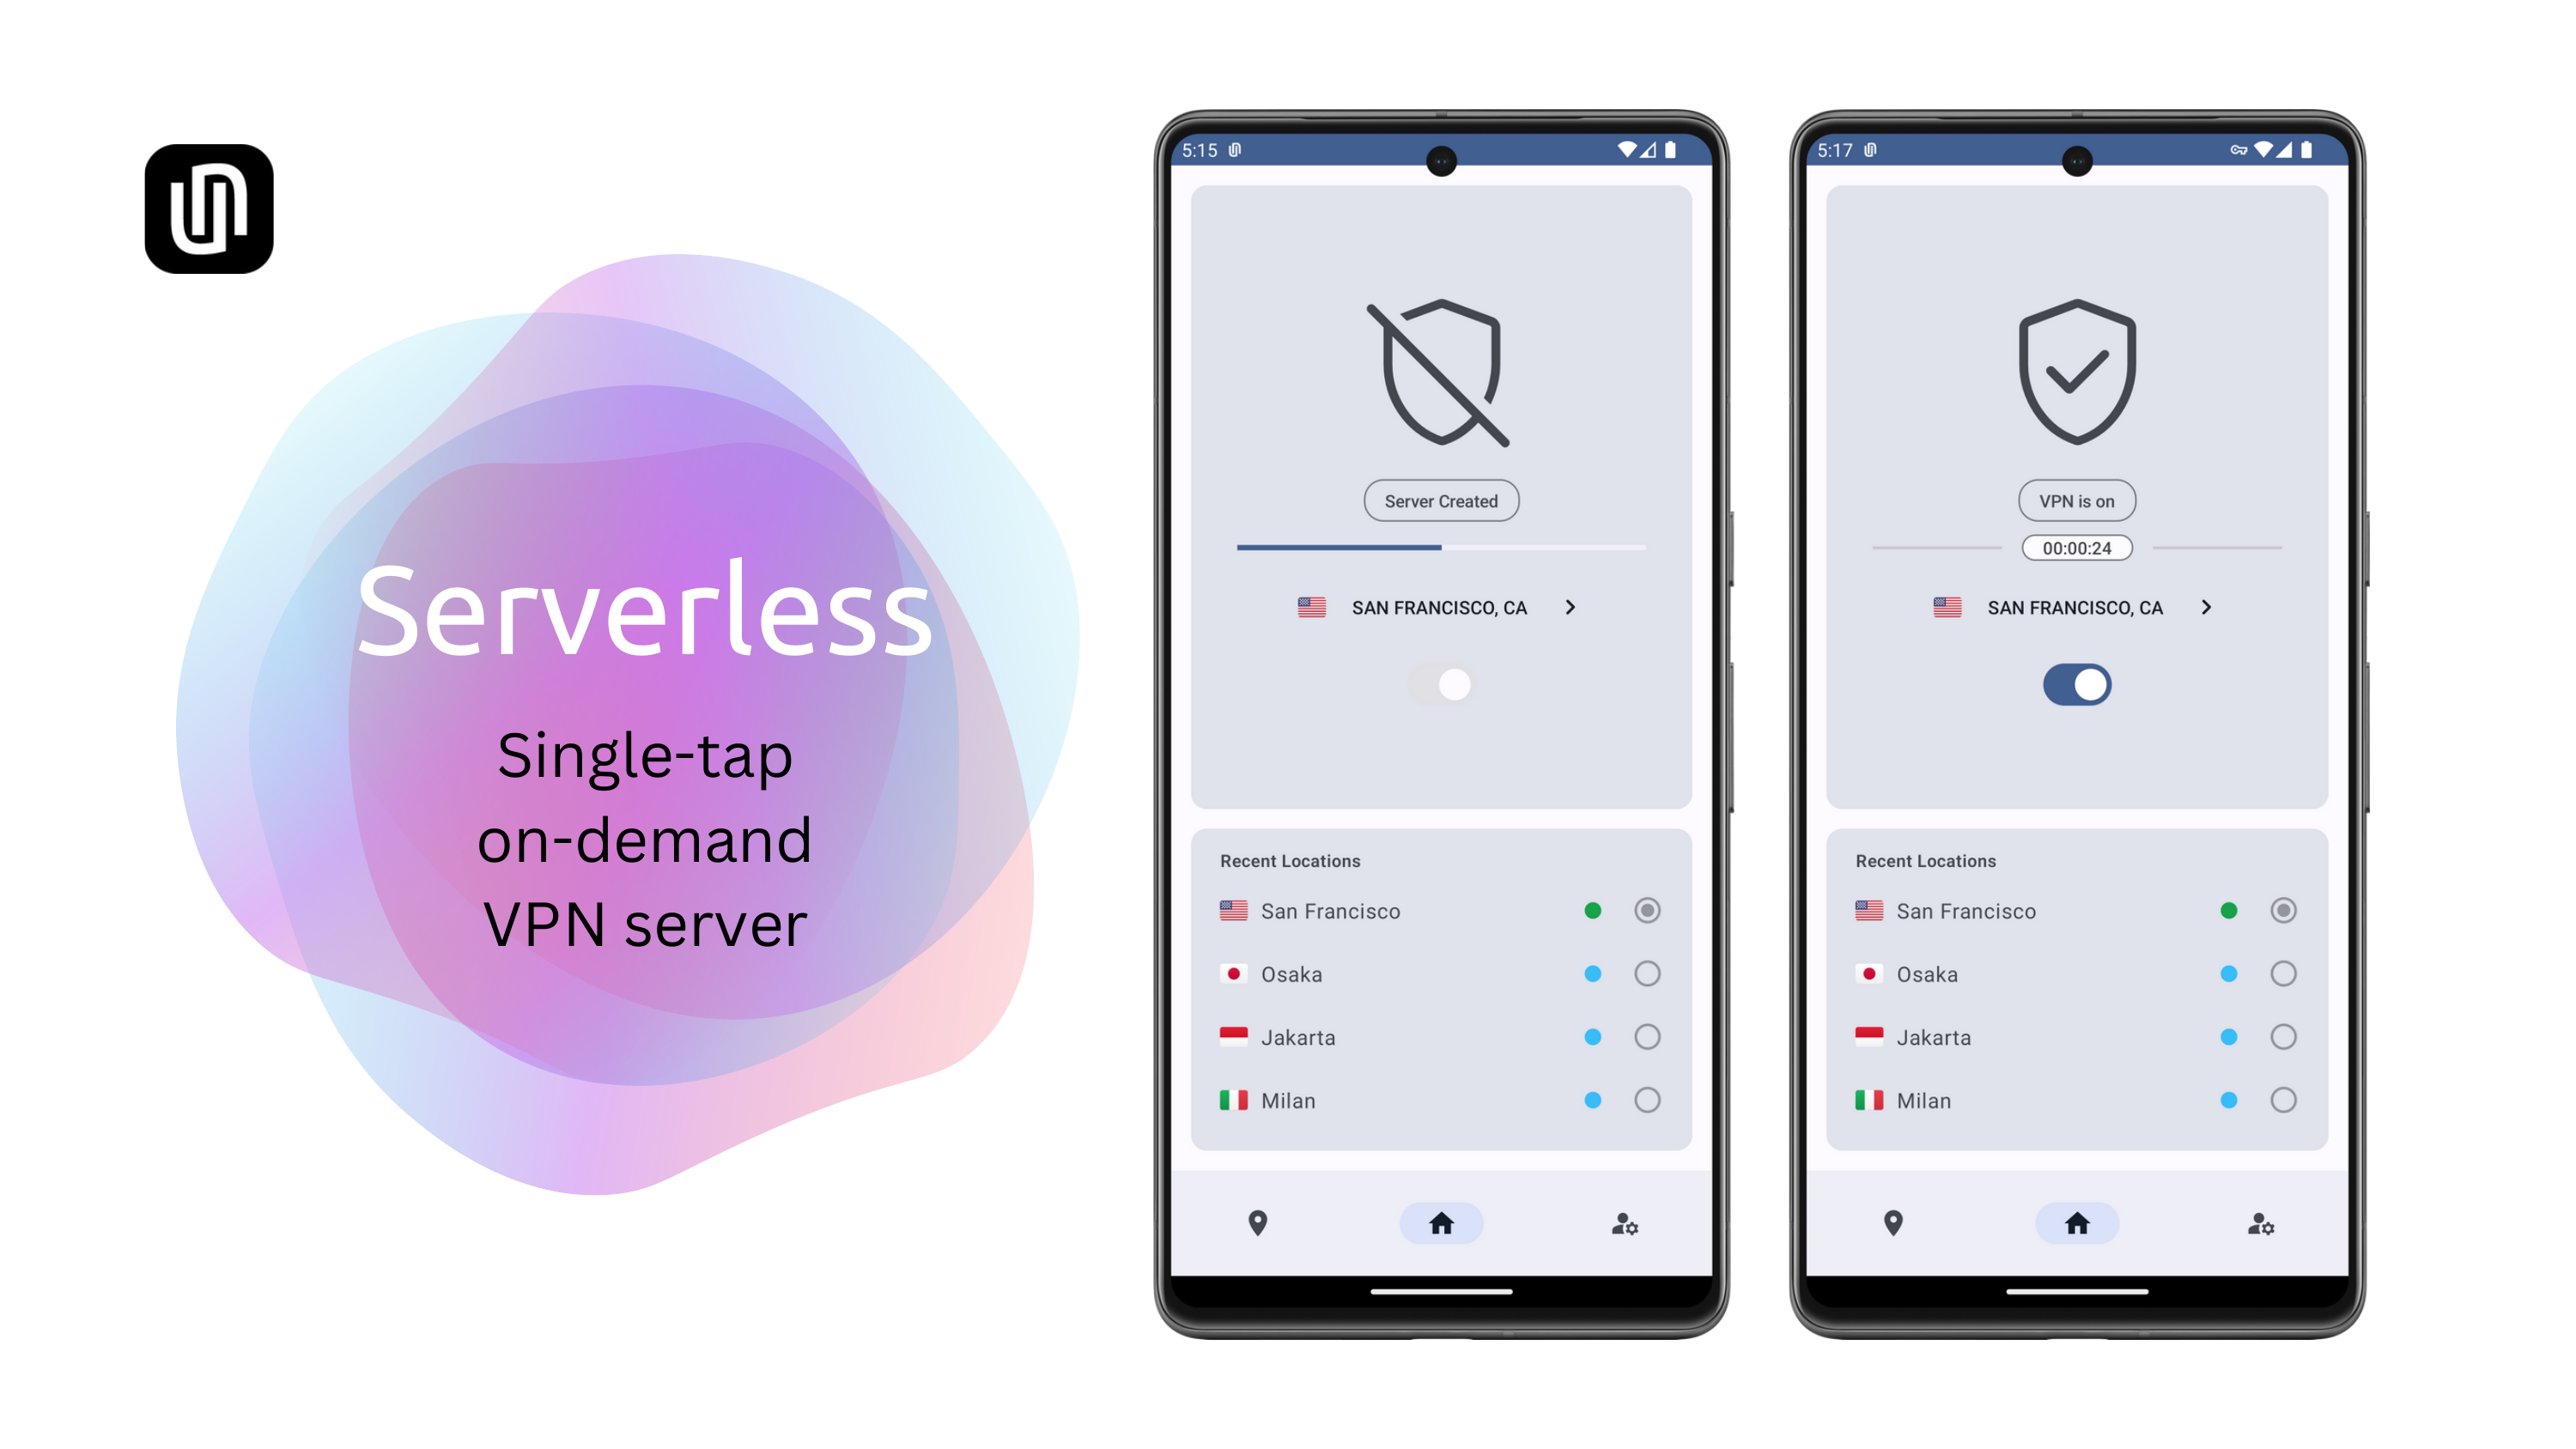 Serverless
Single-tap
on-demand
VPN server
5:15
Server Created
SAN FRANCISCO, CA
Recent Locations
San Francisco
Osaka
Jakarta
Milan
5:17
VPN is on
00:00:24
SAN FRANCISCO, CA
Recent Locations
San Francisco
Osaka
Jakarta
Milan